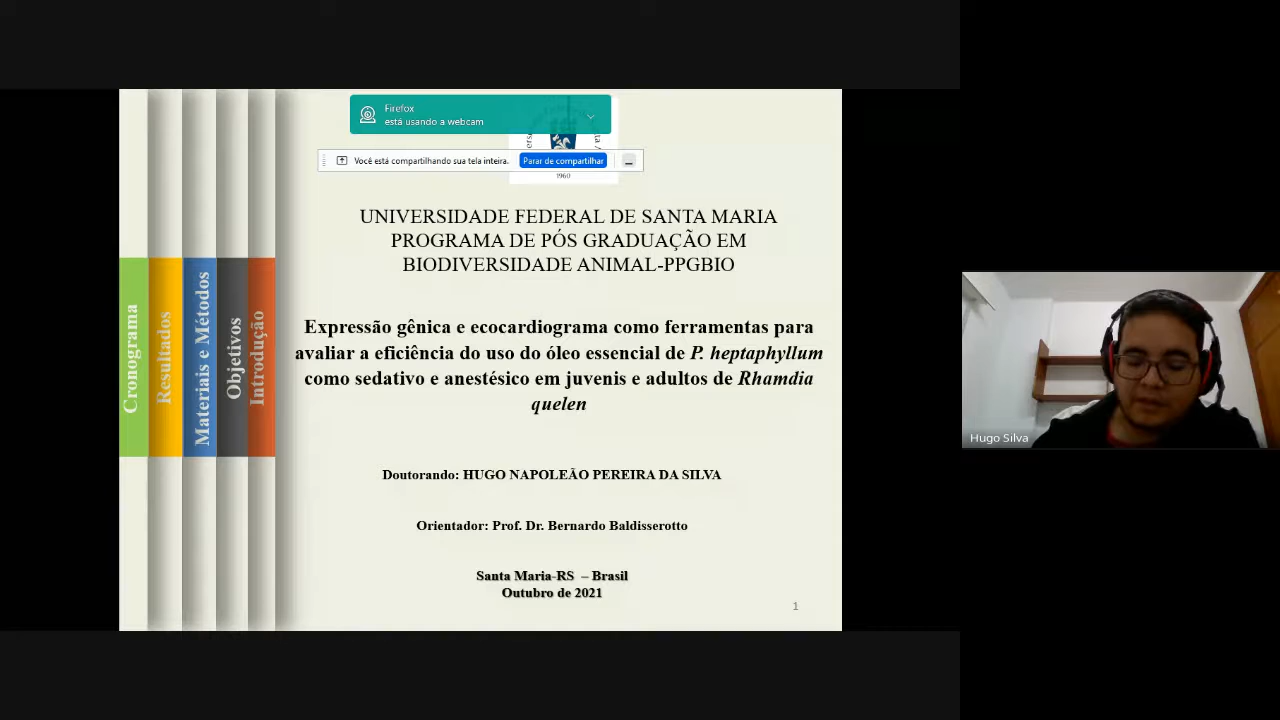 Firefox
está usando a webcam
Você está compartilhando sua tela inteira. Parar de compartilhar
1960
UNIVERSIDADE FEDERAL DE SANTA MARIA
PROGRAMA DE PÓS GRADUAÇÃO EM
BIODIVERSIDADE ANIMAL-PPGBIO
Cronograma
Resultados
Materiais e Métodos
Objetivos
Introdução
Expressão gênica e ecocardiograma como ferramentas para
avaliar a eficiência do uso do óleo essencial de P. heptaphyllum
como sedativo e anestésico em juvenis e adultos de Rhamdia
quelen
Doutorando: HUGO NAPOLEÃO PEREIRA DA SILVA
Orientador: Prof. Dr. Bernardo Baldisserotto
Santa Maria-RS – Brasil
Outubro de 2021
1
Hugo Silva